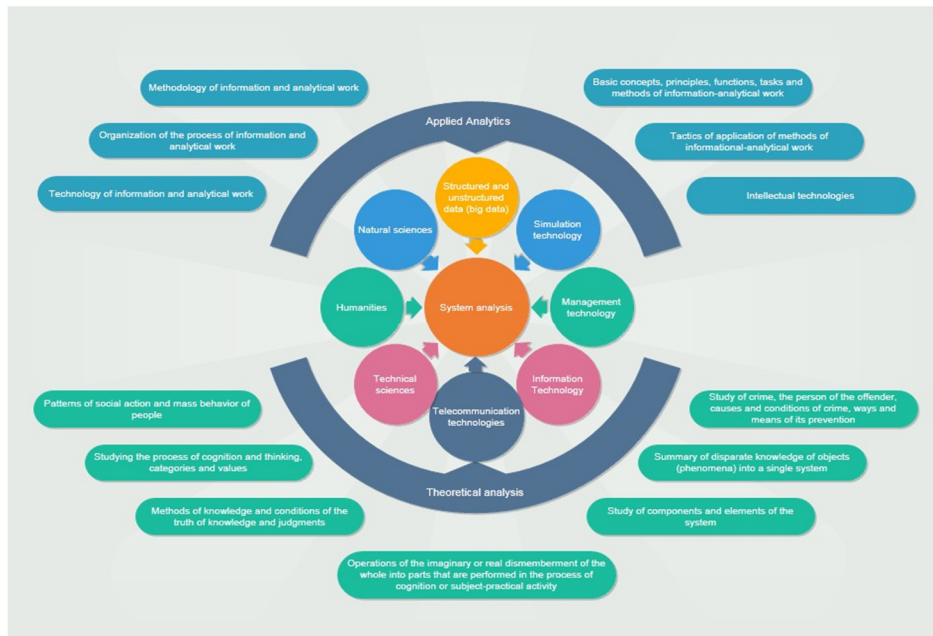 Methodology of information and analytical work
Organization of the process of information and
analytical work
Technology of information and analytical work
Basic concepts, principles, functions, tasks and
methods of information-analytical work
Tactics of application of methods of
informational-analytical work
Intellectual technologies
Applied Analytics
Structured and
unstructured
data (big data)
Natural sciences
Simulation
technology
Humanities
System analysis
Management
technology
Technical
sciences
Information
Technology
Telecommunication
technologies
Theoretical analysis
Patterns of social action and mass behavior of
people
Studying the process of cognition and thinking,
categories and values
Methods of knowledge and conditions of the
truth of knowledge and judgments
Study of crime, the person of the offender,
causes and conditions of crime, ways and
means of its prevention
Summary of disparate knowledge of objects
(phenomena) into a single system
Study of components and elements of the
system
Operations of the imaginary or real dismemberment of the
whole into parts that are performed in the process of
cognition or subject-practical activity